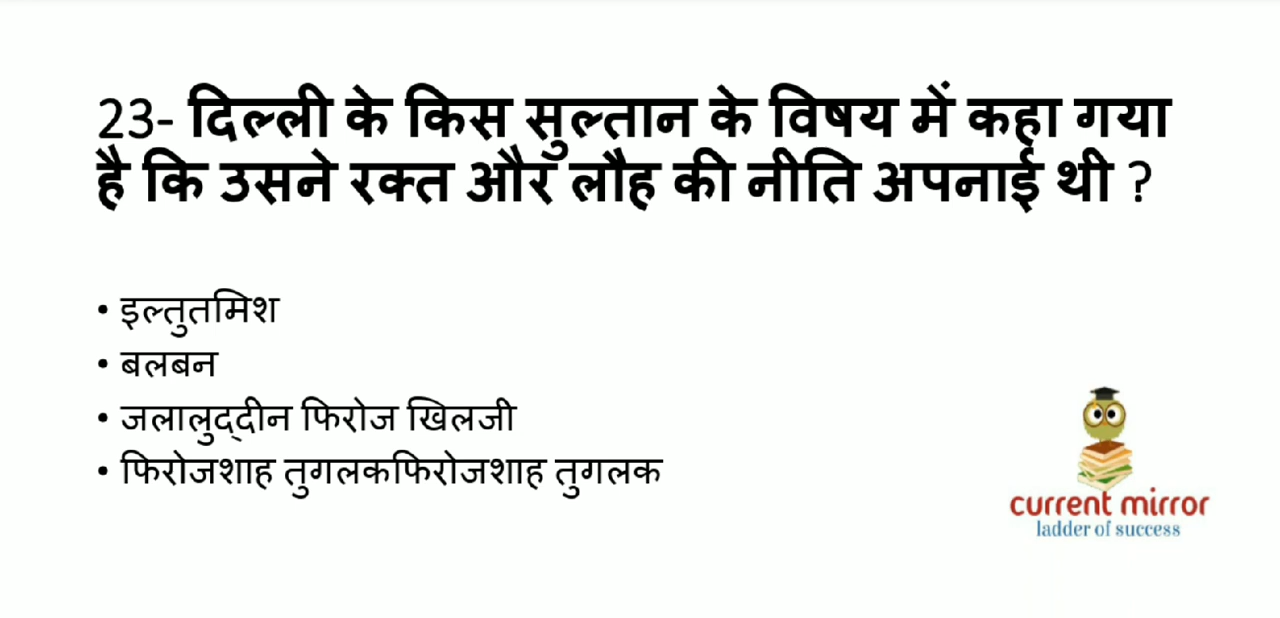 23- दिल्ली के किस सुल्तान के विषय में कहा गया
है कि उसने रक्त और लौह की नीति अपनाई थी ?
• इल्तुतमिश
• बलबन
• जलालुद्दीन फिरोज खिलजी
• फिरोजशाह तुगलकफिरोजशाह तुगलक
current mirror
ladder of success